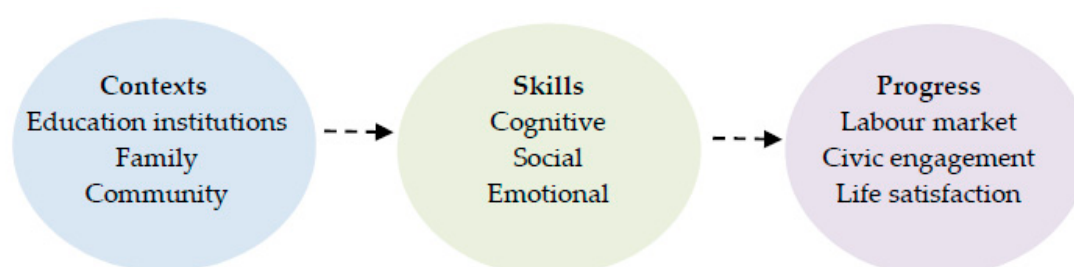 Contexts
Education institutions
Family
Community
Skills
Cognitive
Social
Emotional
Progress
Labour market
Civic engagement
Life satisfaction